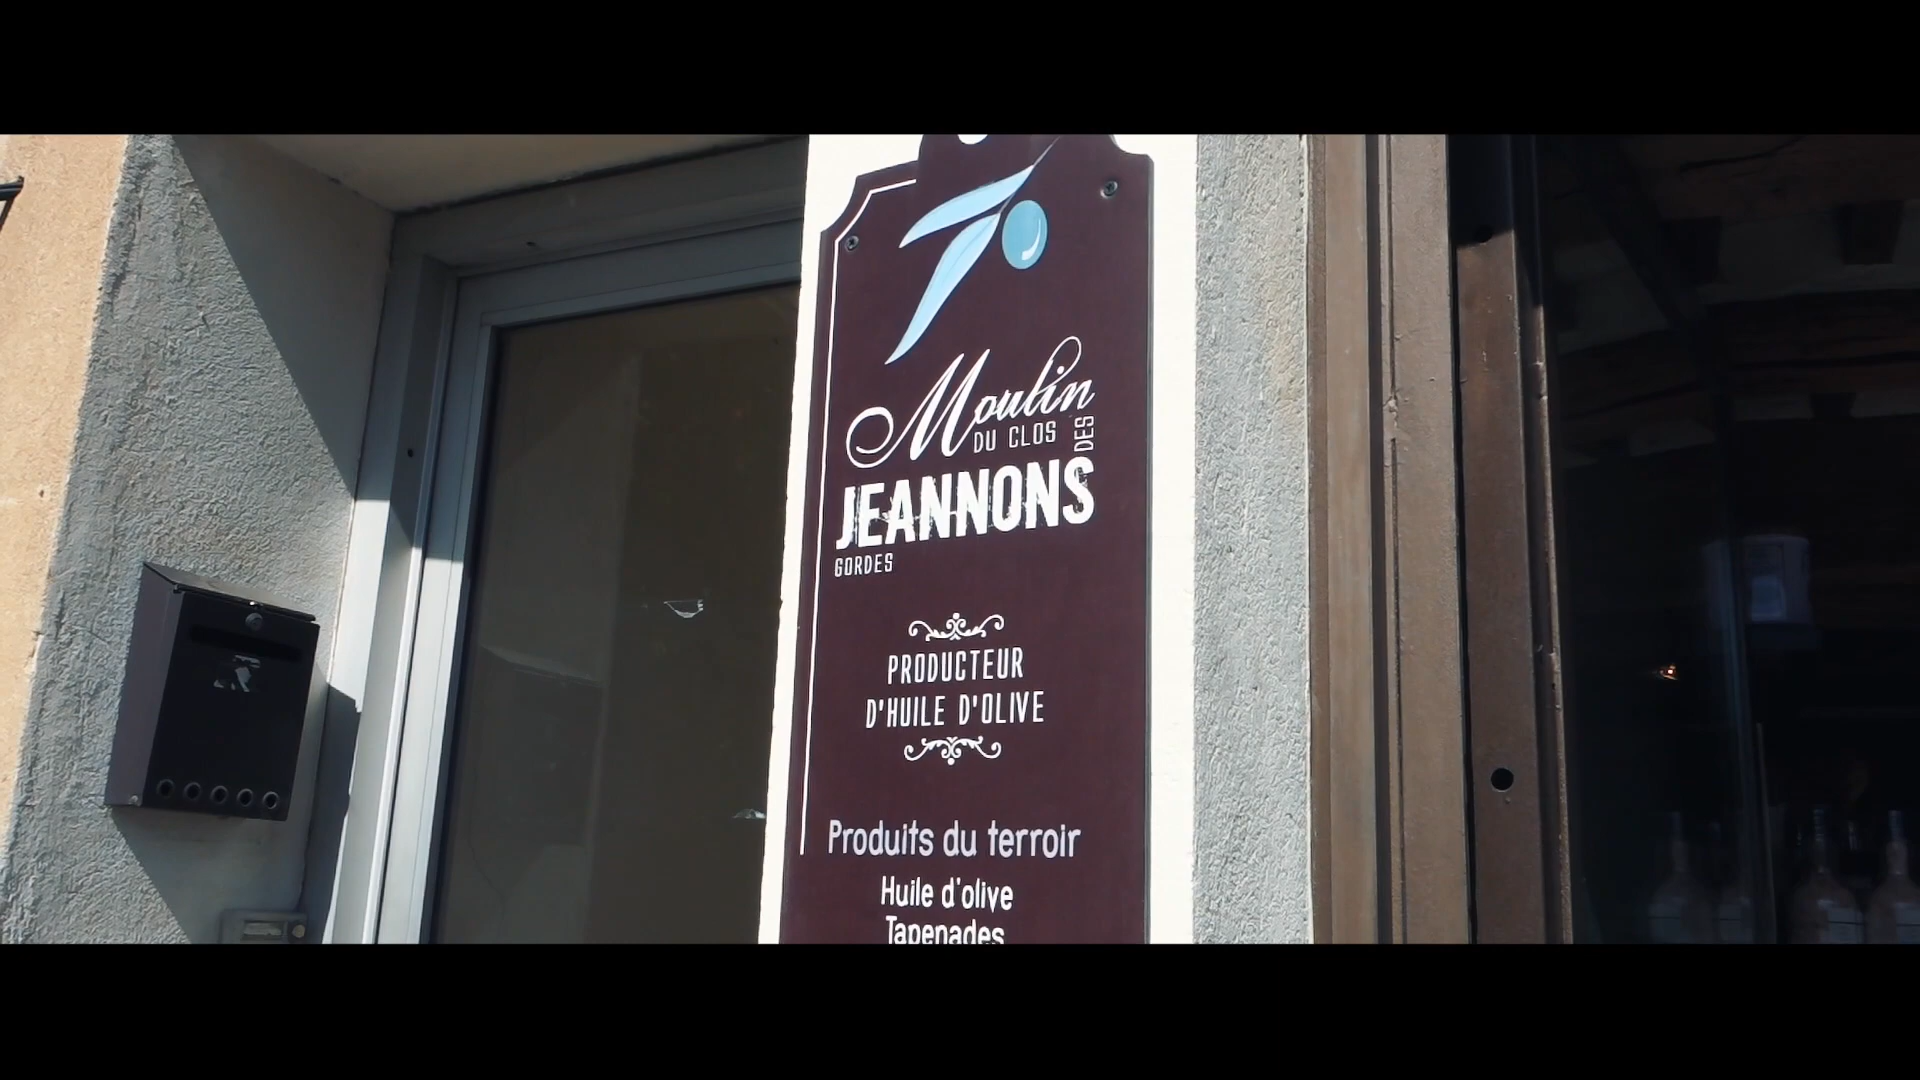 Moulin
DU CLOS DES
JEANNONS
GORDES
PRODUCTEUR
D'HUILE D'OLIVE
Produits du terroir
Huile d'olive
Tapenades